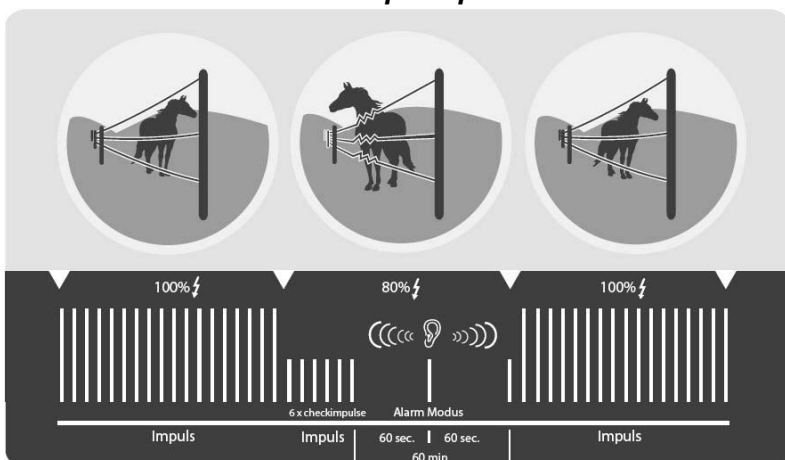 100%
80%
100%
6 x checkimpulse
Alarm Modus
Impuls
Impuls
60 sec.
60 sec.
Impuls
60 min